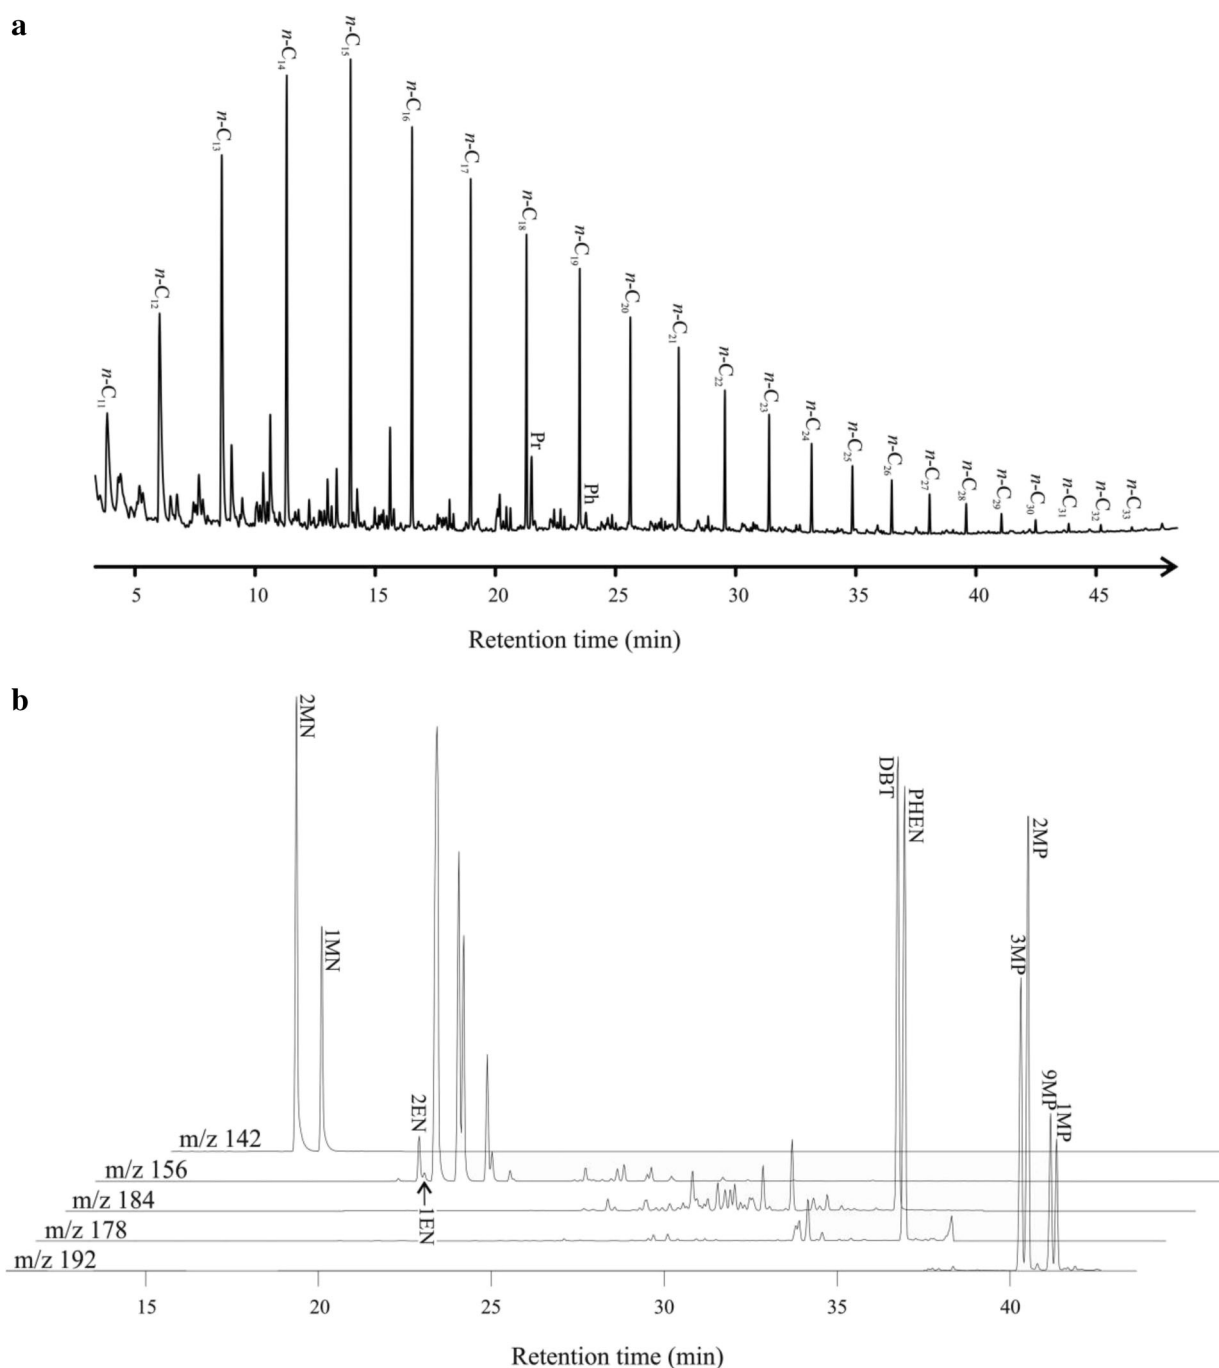 a
n-C₁₁
n-C₁₂
n-C₁₃
n-C₁₄
n-C₁₅
n-C₁₆
n-C₁₇
n-C₁₈
Pr
n-C₁₉
Ph
n-C₂₀
n-C₂₁
n-C₂₂
n-C₂₃
n-C₂₄
n-C₂₅
n-C₂₆
n-C₂₇
n-C₂₈
n-C₂₉
n-C₃₀
n-C₃₁
n-C₃₂
n-C₃₃
5 10 15 20 25 30 35 40 45
Retention time (min)
b
2MN
1MN
2EN
1EN
DBT
PHEN
3MP
2MP
9MP
1MP
m/z 142
m/z 156
m/z 184
m/z 178
m/z 192
15 20 25 30 35 40
Retention time (min)